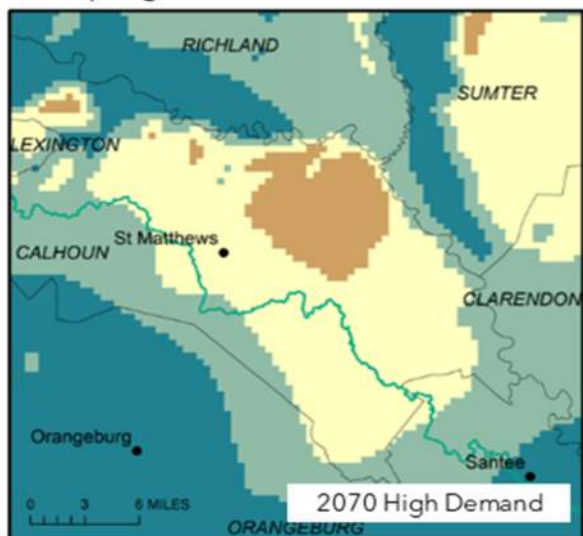 RICHLAND
SUMTER
LEXINGTON
St Matthews
CALHOUN
CLARENDON
Orangeburg
Santee
0 3 6 MILES
2070 High Demand
ORANGEBURG